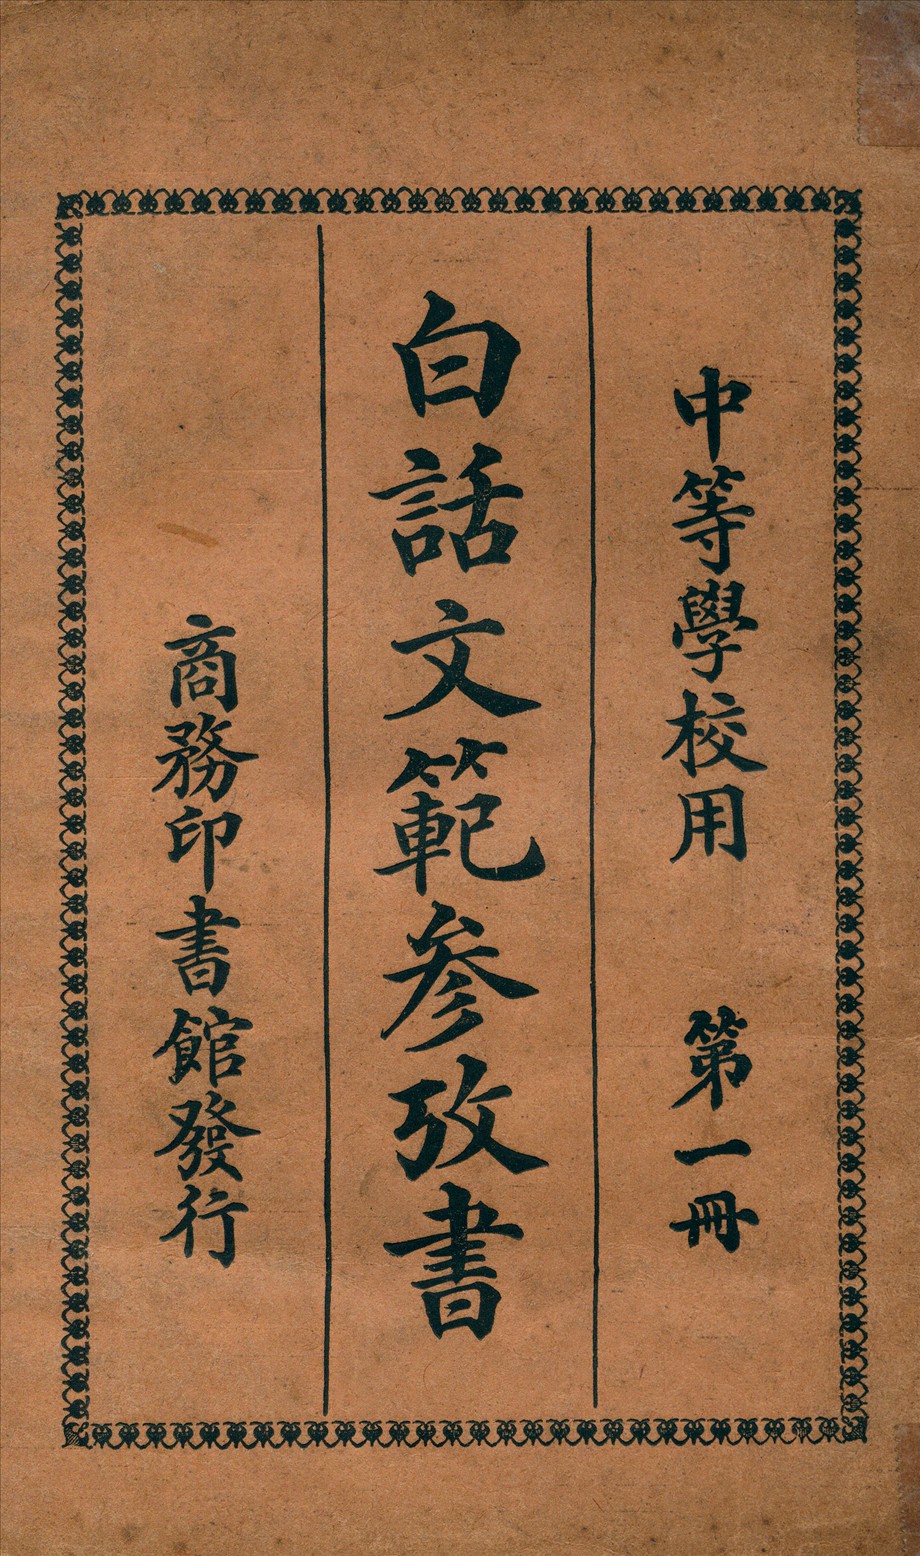 中等學校用 第一冊
白話文範參攷書
商務印書館發行